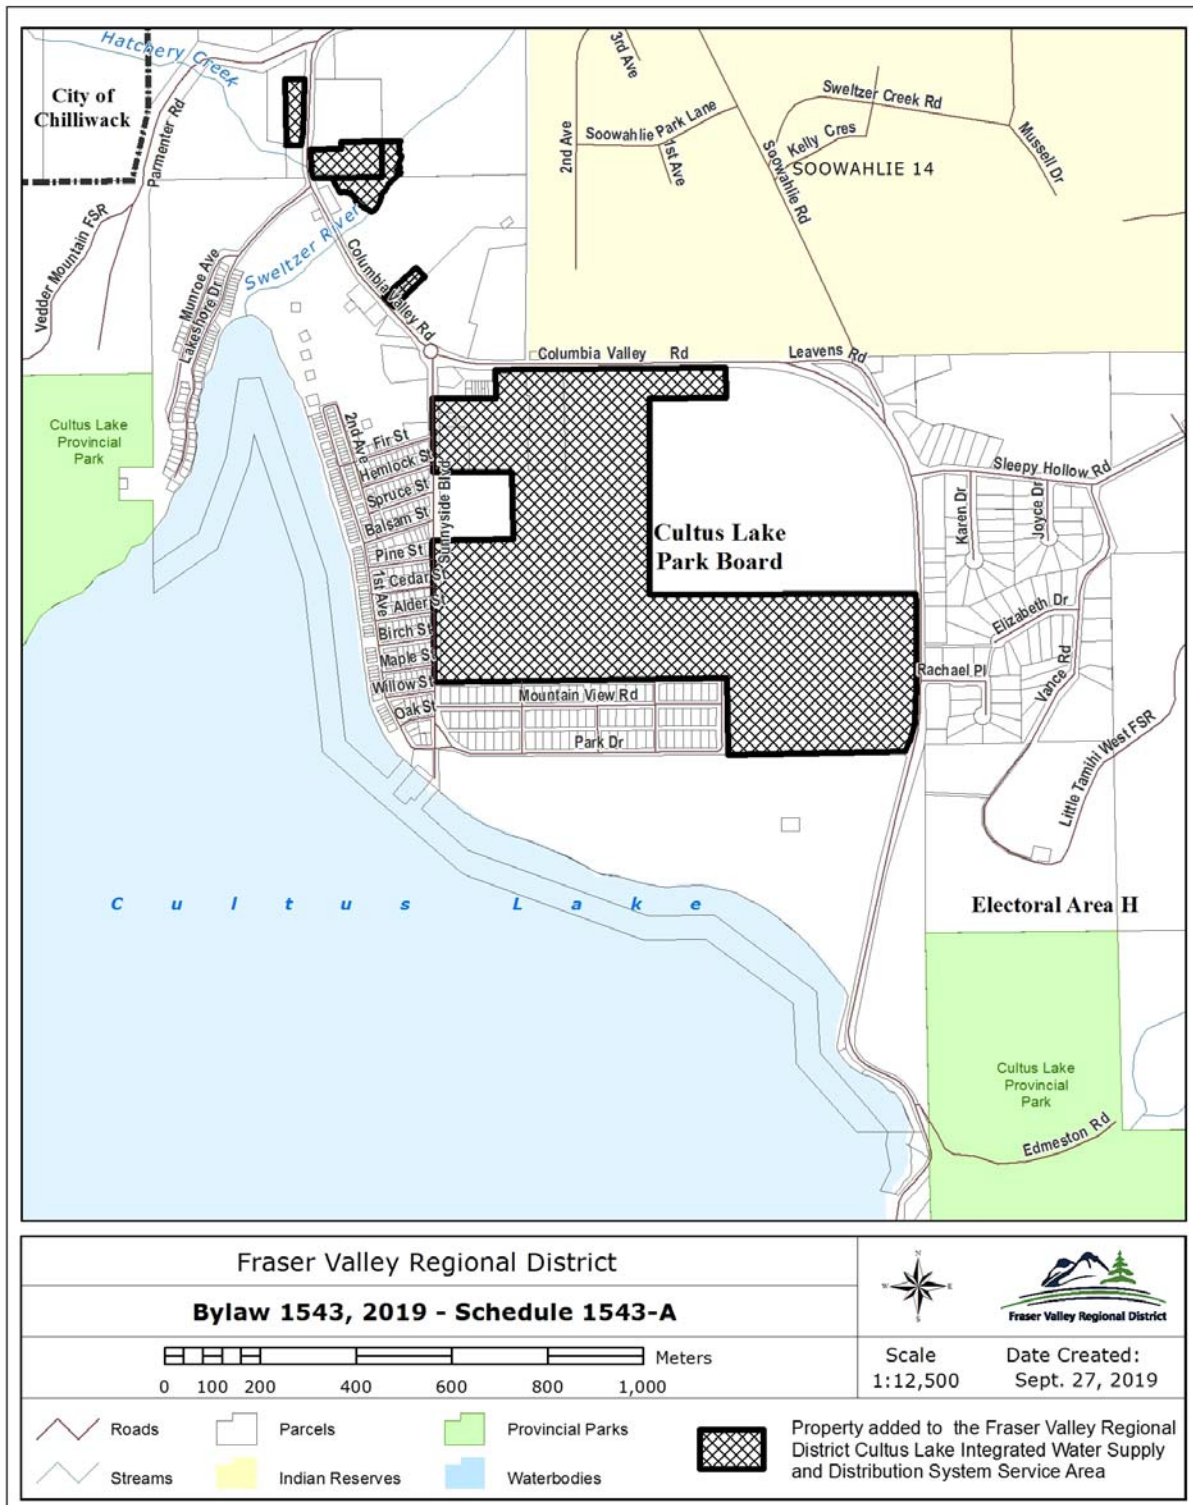 Hatchery Creek
City of
Chilliwack
Parmenter Rd
Vedder Mountain FSR
Munroe Ave
Lakeshore Dr
Sweltzer River
Columbia Valley Rd
3rd Ave
2nd Ave
Soowahlie Park Lane
1st Ave
Soowahlie Rd
Sweltzer Creek Rd
Kelly Cres
Mussell Dr
SOOWAHLIE 14
Columbia Valley Rd
Leavens Rd
Cultus Lake
Provincial
Park
2nd Ave
Fir St
Hemlock St
Spruce St
Balsam St
Pine St
Cedar St
Alder St
Birch St
Maple St
Willow St
Oak St
1st Ave
Sunnyside Blvd
Cultus Lake
Park Board
Sleepy Hollow Rd
Karen Dr
Joyce Dr
Elizabeth Dr
Rachael Pl
Vance Rd
Little Tamihi West FSR
Mountain View Rd
Park Dr
Cultus Lake
Electoral Area H
Cultus Lake
Provincial
Park
Edmeston Rd
Fraser Valley Regional District
Bylaw 1543, 2019 - Schedule 1543-A
Meters
0 100 200 400 600 800 1,000
N
W E
S
Fraser Valley Regional District
Scale
1:12,500
Date Created:
Sept. 27, 2019
Roads
Parcels
Provincial Parks
Streams
Indian Reserves
Waterbodies
Property added to the Fraser Valley Regional
District Cultus Lake Integrated Water Supply
and Distribution System Service Area